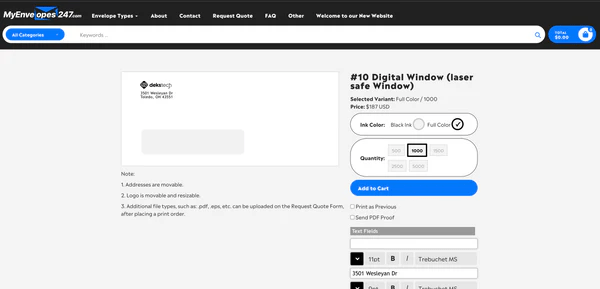 MyEnvelopes247.com
Envelope Types
About
Contact
Request Quote
FAQ
Other
Welcome to our New Website
All Categories
Keywords...
TOTAL
$0.00
dekstech
3501 Wesleyan Dr
Toledo, OH 43551
Note:
1. Addresses are movable.
2. Logo is movable and resizable.
3. Additional file types, such as: .pdf, .eps, etc. can be uploaded on the Request Quote Form,
after placing a print order.
#10 Digital Window (laser
safe Window)
Selected Variant: Full Color / 1000
Price: $187 USD
Ink Color: Black Ink Full Color
Quantity: 500 1000 1500
2500 5000
Add to Cart
Print as Previous
Send PDF Proof
Text Fields
11pt B I Trebuchet MS
3501 Wesleyan Dr
9pt B I Trebuchet MS